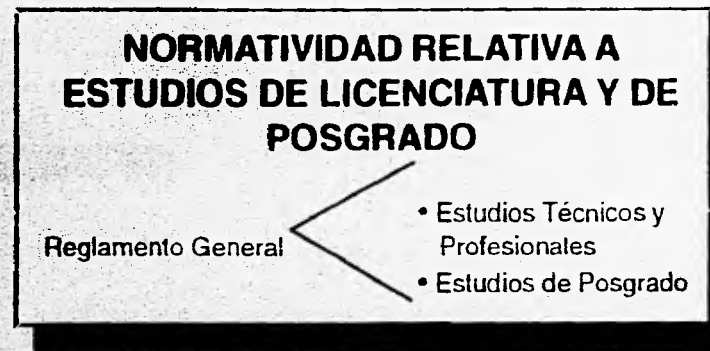 NORMATIVIDAD RELATIVA A
ESTUDIOS DE LICENCIATURA Y DE
POSGRADO
Reglamento General
• Estudios Técnicos y
Profesionales
• Estudios de Posgrado